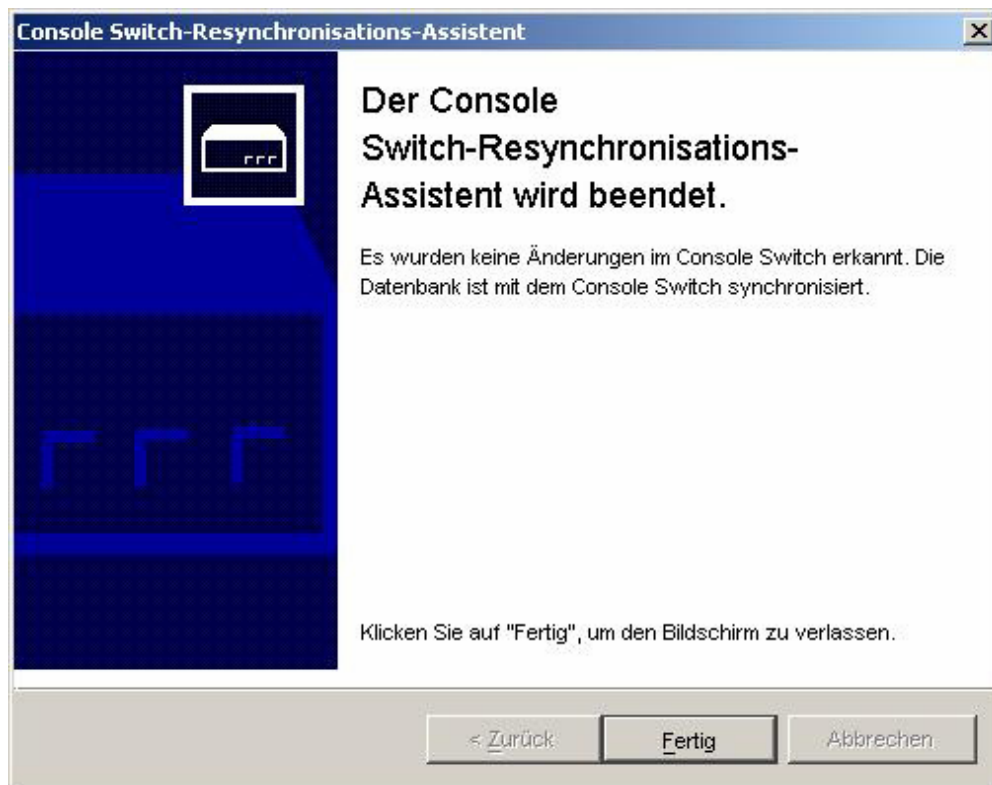 Console Switch-Resynchronisations-Assistent
Der Console
Switch-Resynchronisations-
Assistent wird beendet.
Es wurden keine Änderungen im Console Switch erkannt. Die
Datenbank ist mit dem Console Switch synchronisiert.
Klicken Sie auf "Fertig", um den Bildschirm zu verlassen.
< Zurück
Fertig
Abbrechen